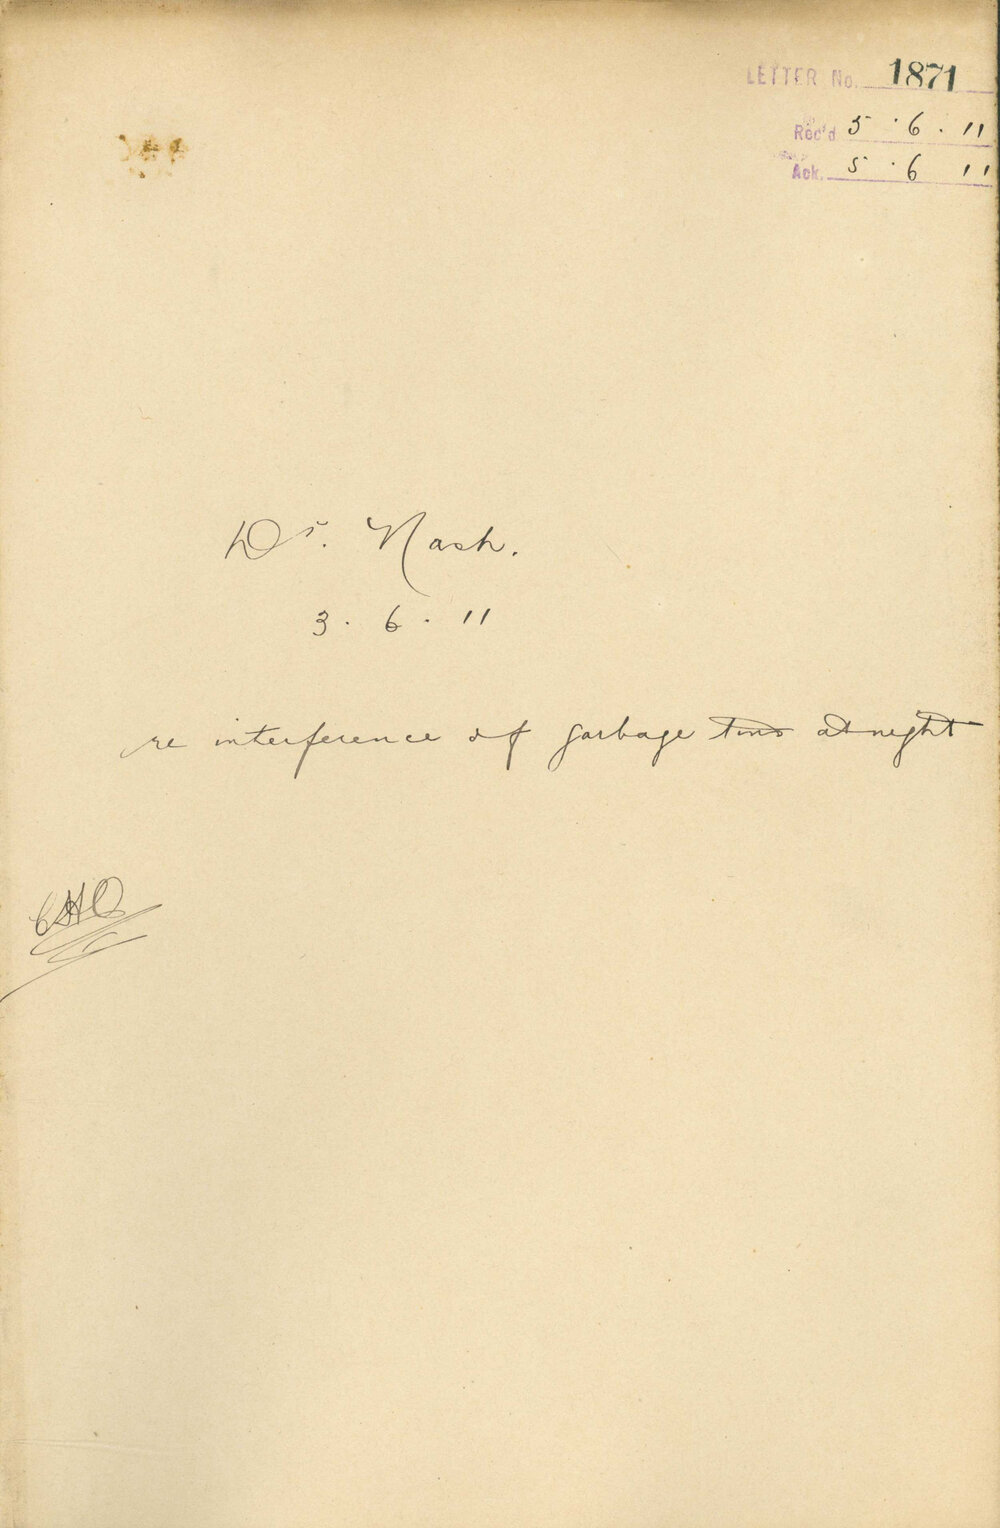 LETTER No. 1871
Rec'd 5 . 6 . 11
Ack. 5 . 6 11
Dr. Nash.
3 . 6 . 11
re interference of garbage tins at night